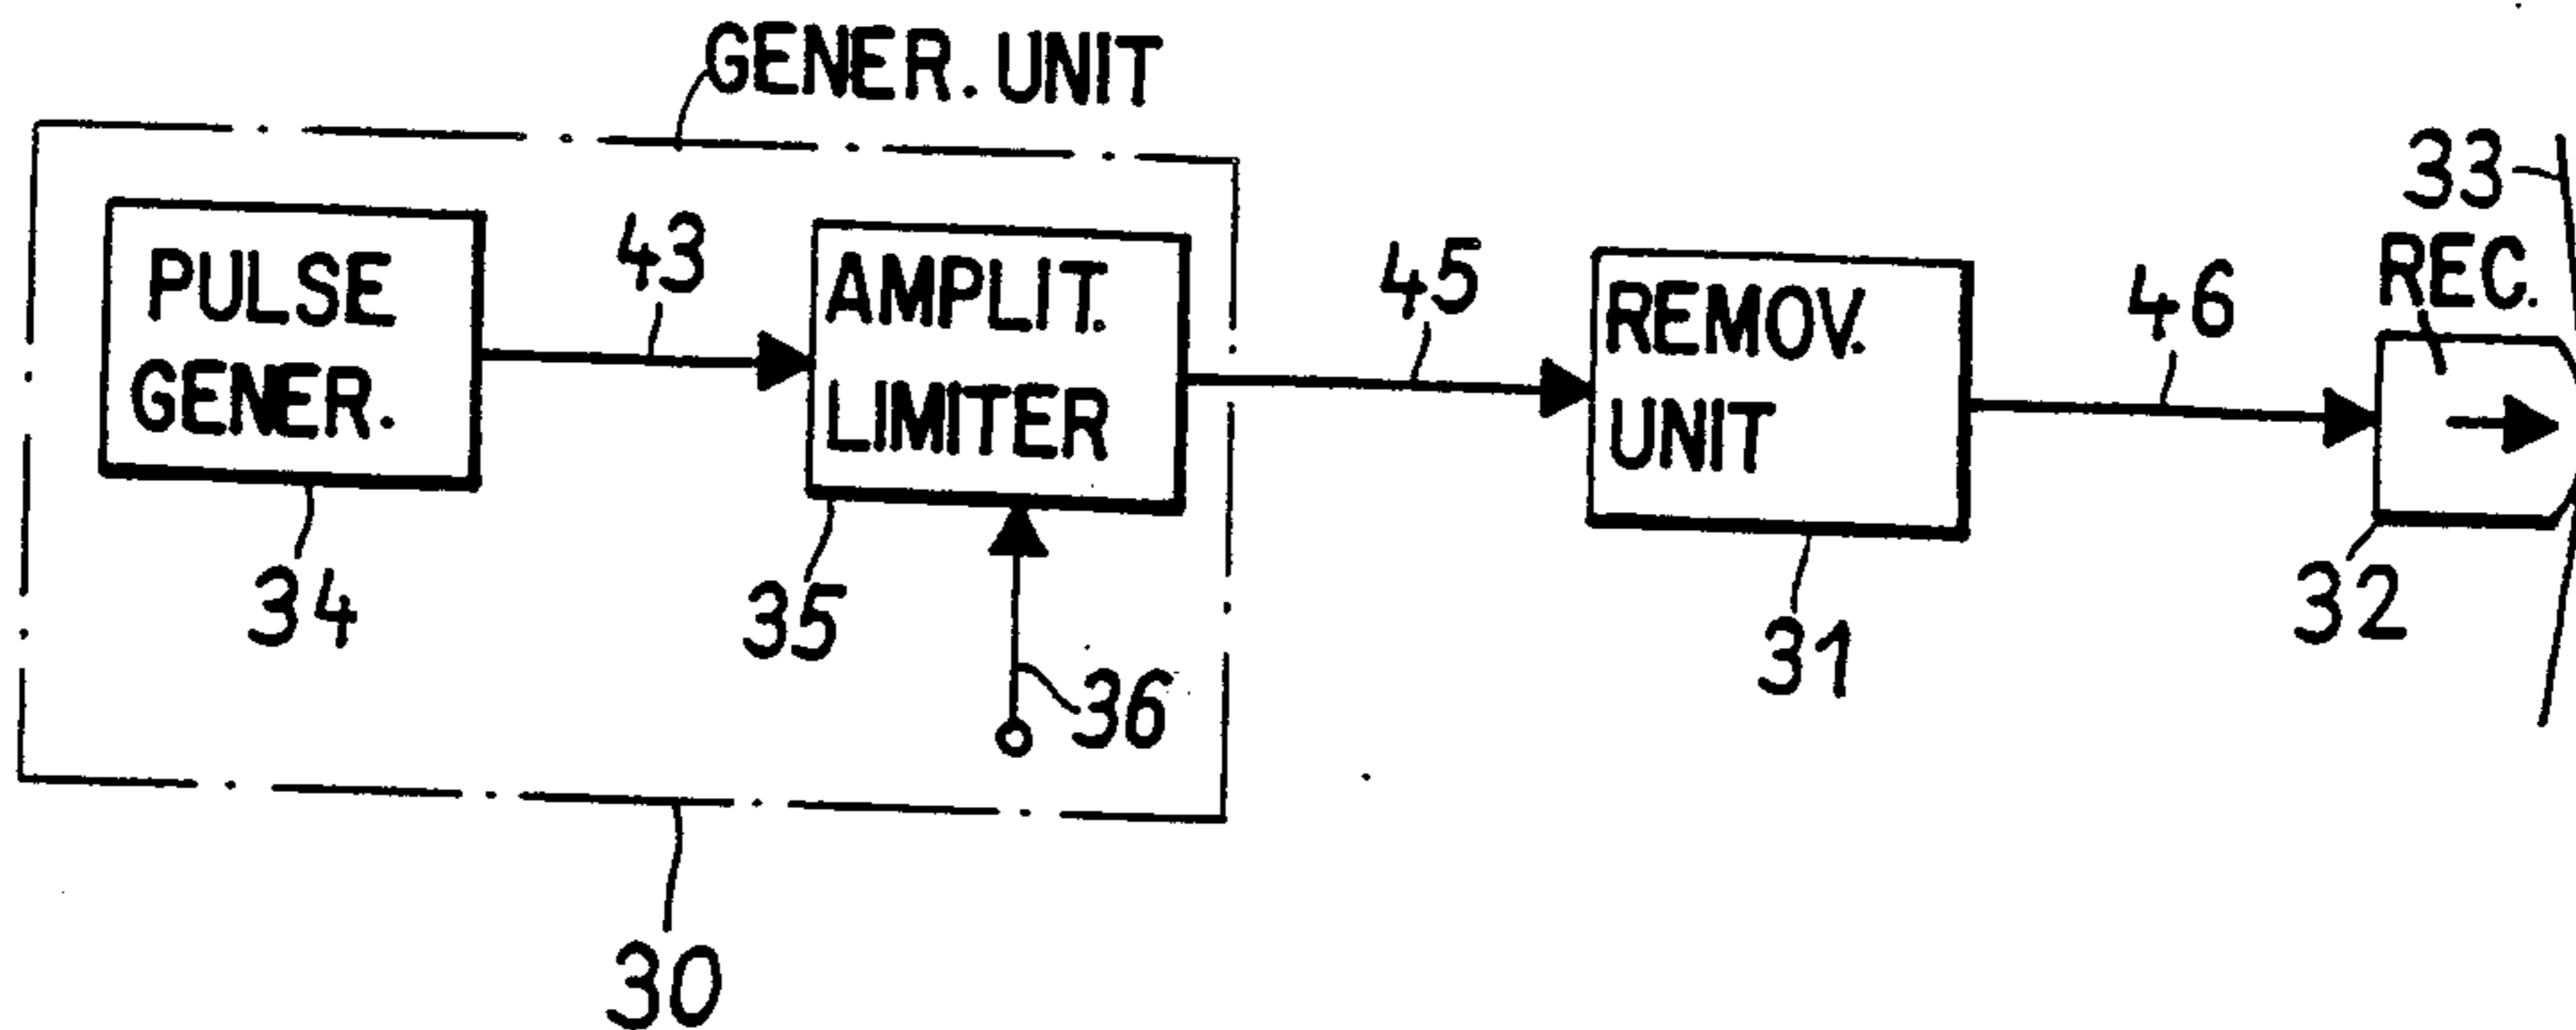 GENER. UNIT
33
REC.
PULSE
GENER.
43
AMPLIT.
LIMITER
45
REMOV.
UNIT
46
34
35
36
31
32
30